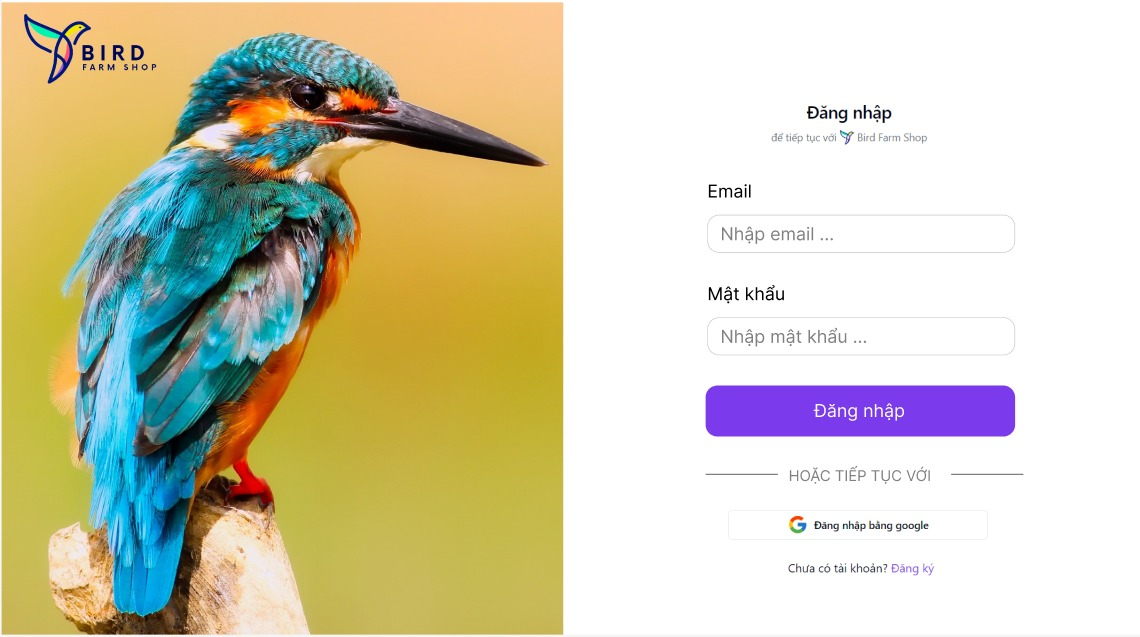 BIRD
FARM SHOP
Đăng nhập
để tiếp tục với Bird Farm Shop
Email
Nhập email ...
Mật khẩu
Nhập mật khẩu ...
Đăng nhập
HOẶC TIẾP TỤC VỚI
Đăng nhập bằng google
Chưa có tài khoản? Đăng ký